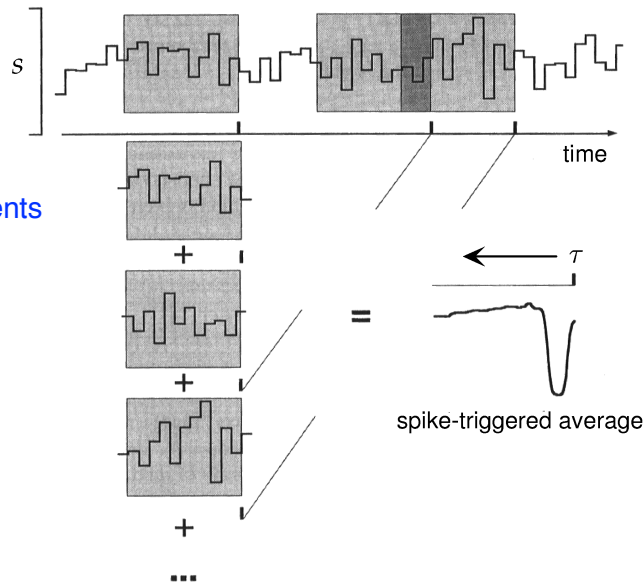 s
time
ents
+
τ
=
+
spike-triggered average
+
...